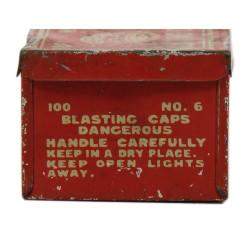 100 NO. 6
BLASTING CAPS
DANGEROUS
HANDLE CAREFULLY
KEEP IN A DRY PLACE.
KEEP OPEN LIGHTS
AWAY.